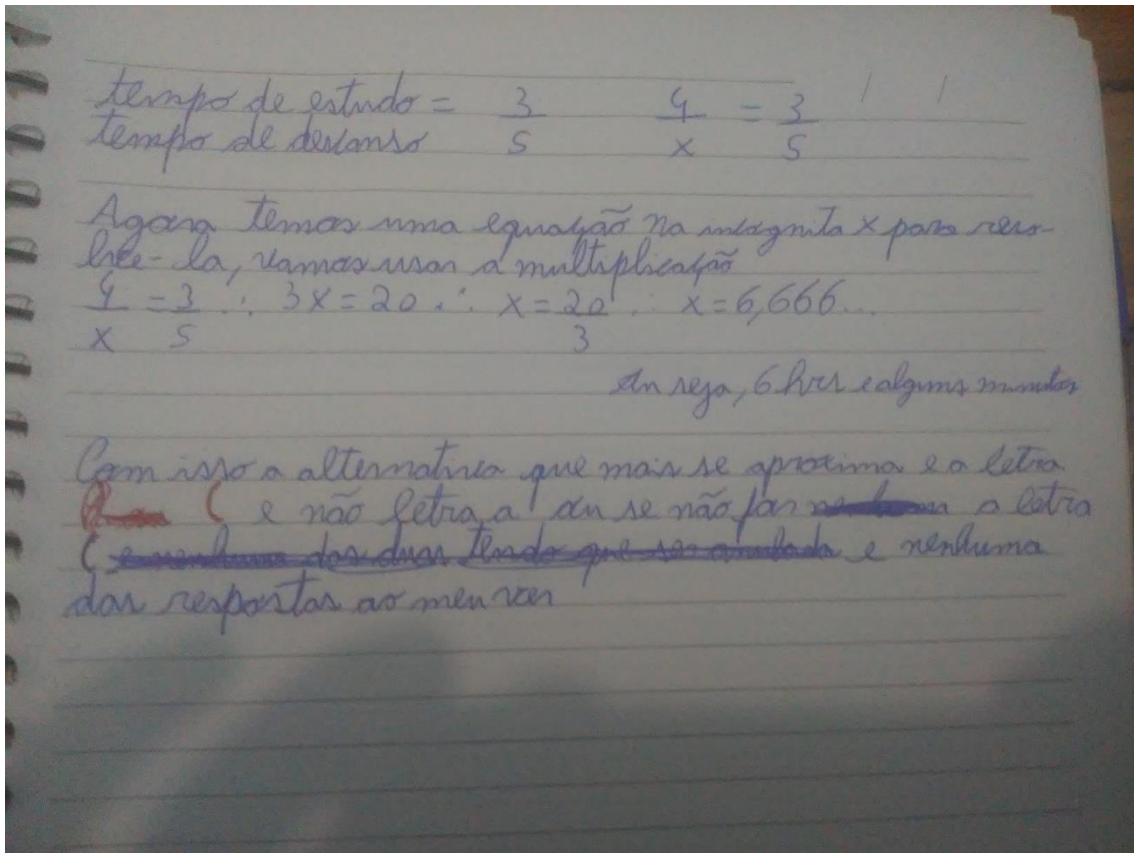 tempo de estudo = 3/5 4/x = 3/5
tempo de descanso
Agora temos uma equação na incógnita x para reso-
lve-la, vamos usar a multiplicação
4/x = 3/5 ∴ 3x = 20 ∴ x = 20/3 ∴ x = 6,666...
ou seja, 6 hrs e alguns minutos
Com isso a alternativa que mais se aproxima e a letra
C e não letra a ou se não for a letra
C e nenhuma
das respostas ao meu ver